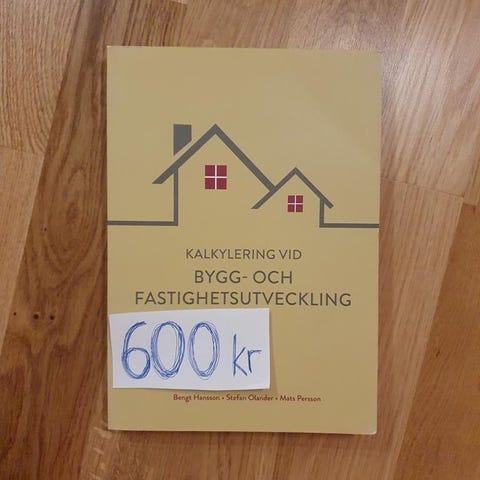 KALKYLERING VID
BYGG- OCH
FASTIGHETSUTVECKLING
600 kr
Bengt Hansson • Stefan Olander • Mats Persson